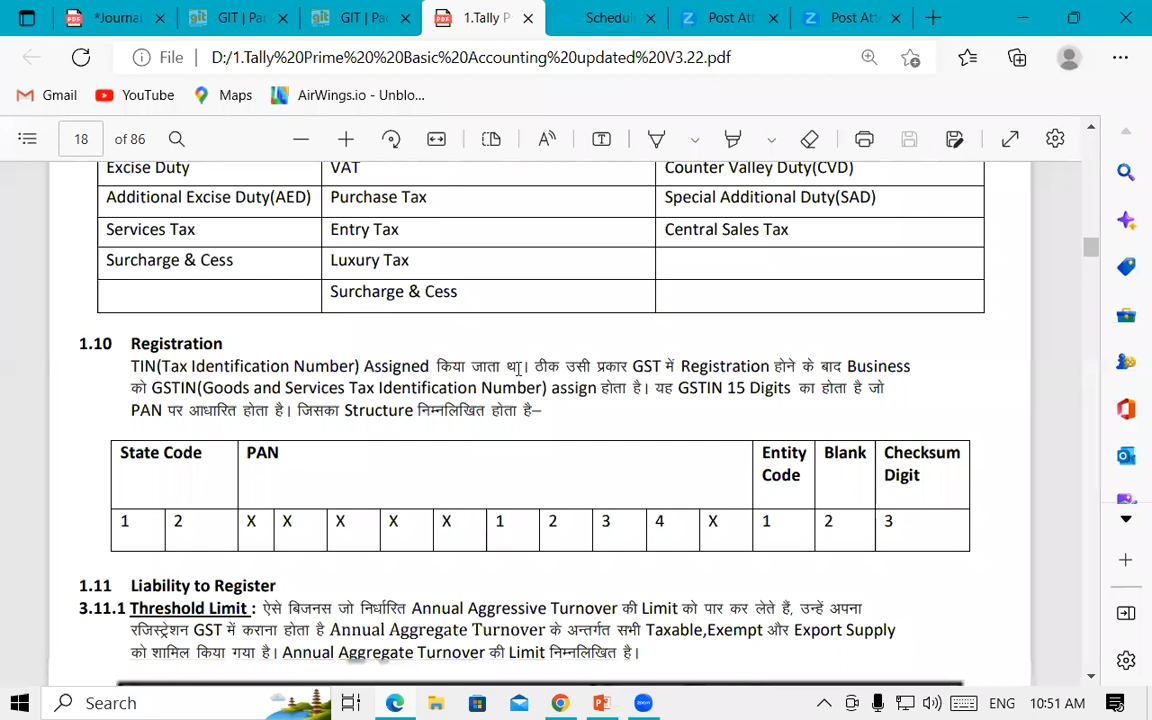 *Journal
GIT | Pa
GIT | Pa
1.Tally P
Schedul
Post Att
Post Att
File
D:/1.Tally%20Prime%20%20Basic%20Accounting%20updated%20V3.22.pdf
Gmail
YouTube
Maps
AirWings.io - Unblo...
18 of 86
Excise Duty VAT Counter Valley Duty(CVD)
Additional Excise Duty(AED) Purchase Tax Special Additional Duty(SAD)
Services Tax Entry Tax Central Sales Tax
Surcharge & Cess Luxury Tax
Surcharge & Cess
1.10 Registration
TIN(Tax Identification Number) Assigned किया जाता था। ठीक उसी प्रकार GST में Registration होने के बाद Business
को GSTIN(Goods and Services Tax Identification Number) assign होता है। यह GSTIN 15 Digits का होता है जो
PAN पर आधारित होता है। जिसका Structure निम्नलिखित होता है–
State Code PAN Entity Code Blank Checksum Digit
1 2 X X X X X 1 2 3 4 X 1 2 3
1.11 Liability to Register
3.11.1 Threshold Limit : ऐसे बिजनस जो निर्धारित Annual Aggressive Turnover की Limit को पार कर लेते हैं, उन्हें अपना
रजिस्ट्रेशन GST में कराना होता है Annual Aggregate Turnover के अन्तर्गत सभी Taxable,Exempt और Export Supply
को शामिल किया गया है। Annual Aggregate Turnover की Limit निम्नलिखित है।
Search
ENG
10:51 AM